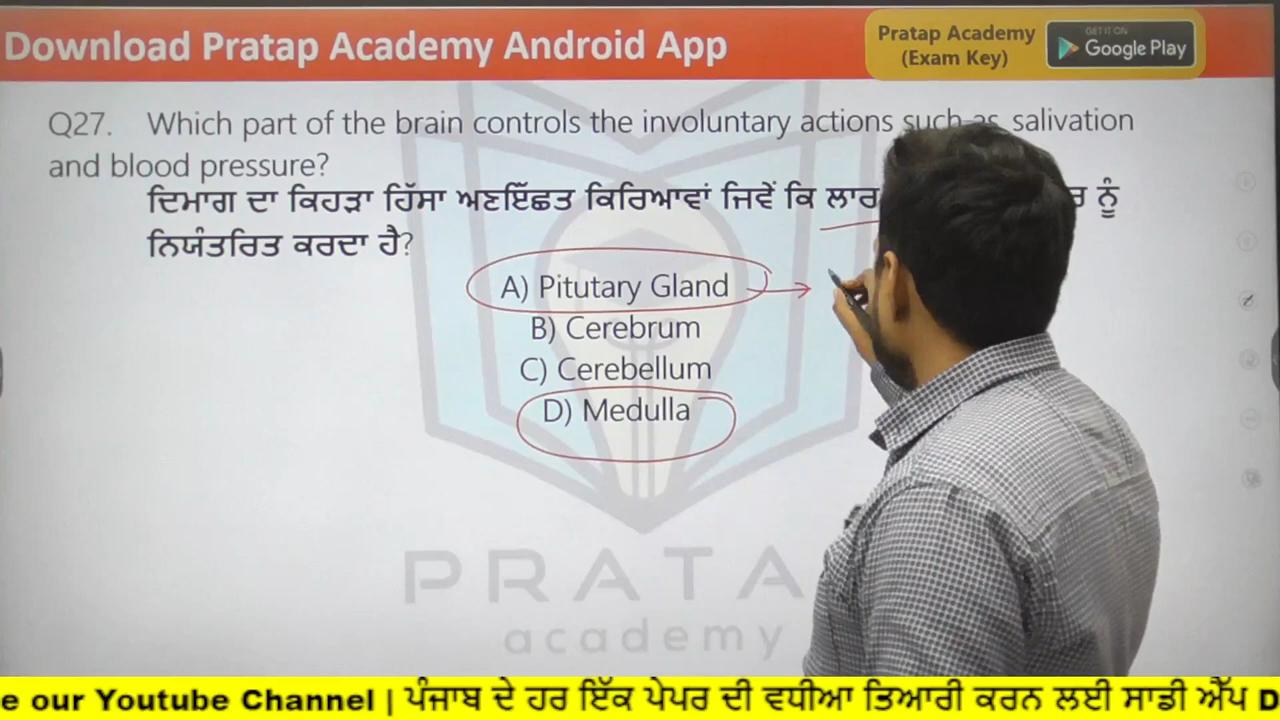 Download Pratap Academy Android App
Pratap Academy
(Exam Key)
GET IT ON
Google Play
Q27. Which part of the brain controls the involuntary actions such as salivation
and blood pressure?
ਦਿਮਾਗ ਦਾ ਕਿਹੜਾ ਹਿੱਸਾ ਅਣਇੱਛਤ ਕਿਰਿਆਵਾਂ ਜਿਵੇਂ ਕਿ ਲਾਰ ਨੂੰ
ਨਿਯੰਤਰਿਤ ਕਰਦਾ ਹੈ?
A) Pitutary Gland
B) Cerebrum
C) Cerebellum
D) Medulla
PRATA
academy
e our Youtube Channel | ਪੰਜਾਬ ਦੇ ਹਰ ਇੱਕ ਪੇਪਰ ਦੀ ਵਧੀਆ ਤਿਆਰੀ ਕਰਨ ਲਈ ਸਾਡੀ ਐੱਪ D